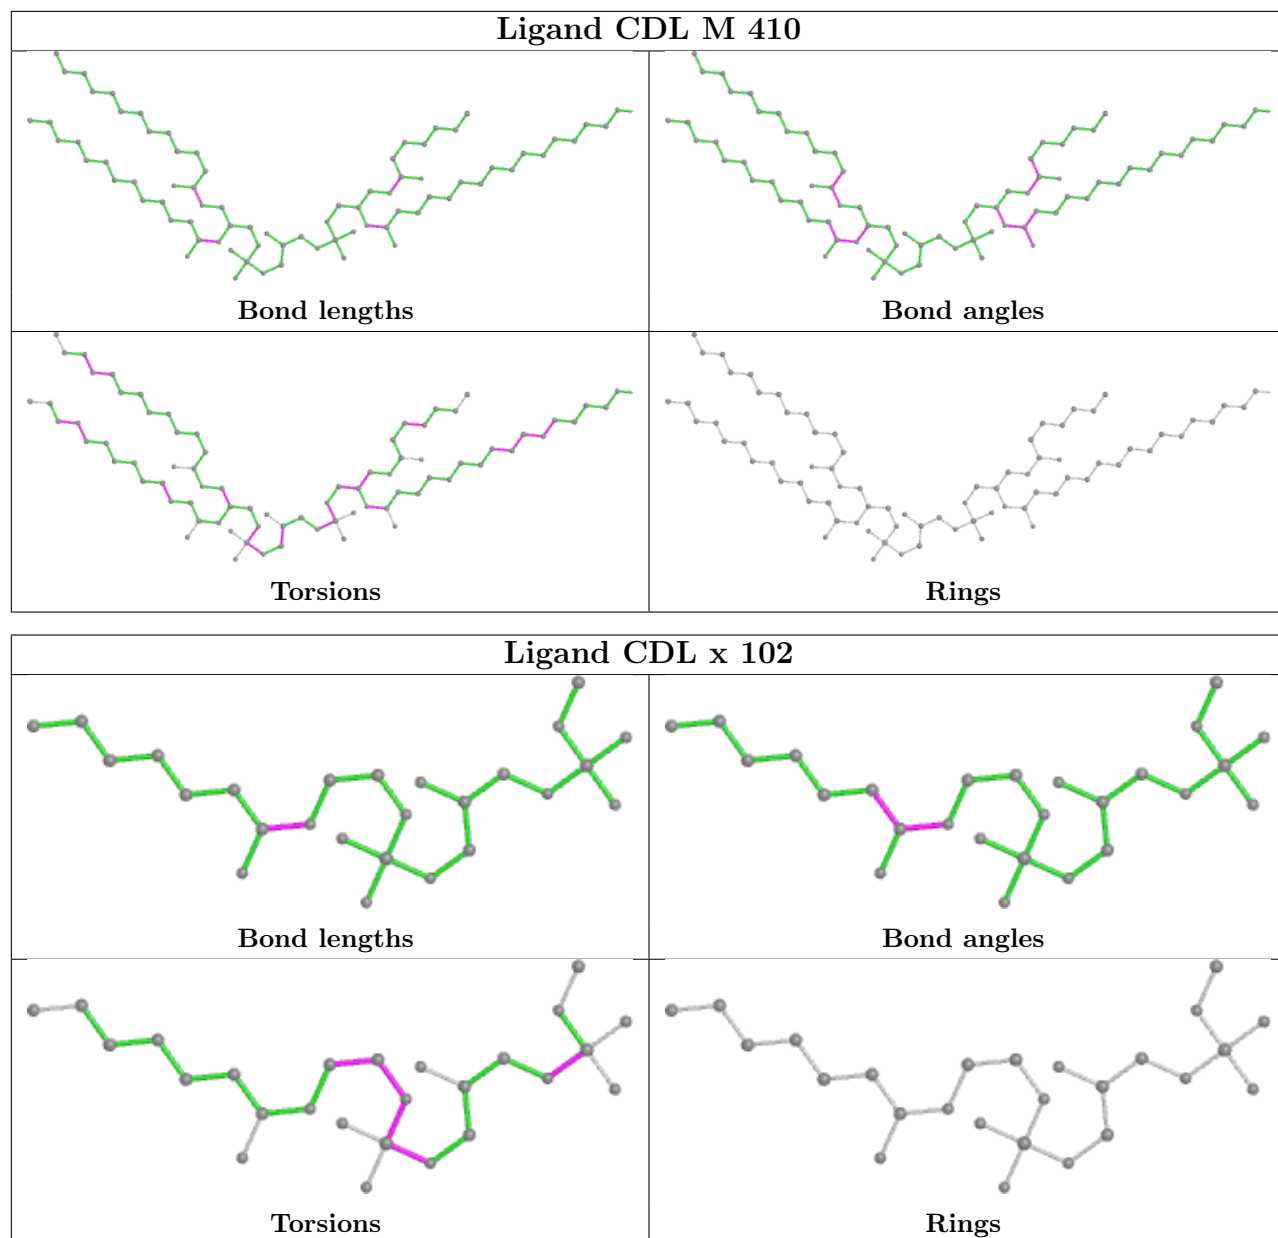 Ligand CDL M 410
Bond lengths
Bond angles
Torsions
Rings
Ligand CDL x 102
Bond lengths
Bond angles
Torsions
Rings